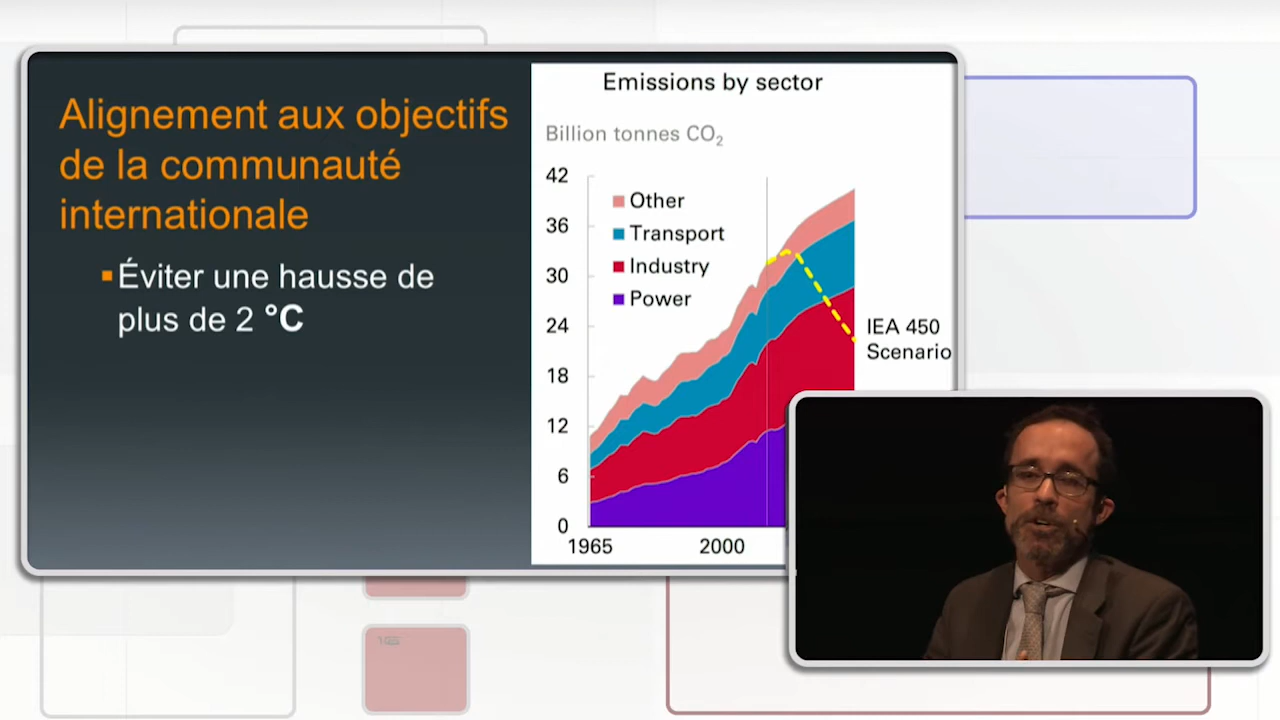 Alignement aux objectifs
de la communauté
internationale
Éviter une hausse de
plus de 2 °C
Emissions by sector
Billion tonnes CO₂
42
36
30
24
18
12
6
0
Other
Transport
Industry
Power
IEA 450
Scenario
1965
2000